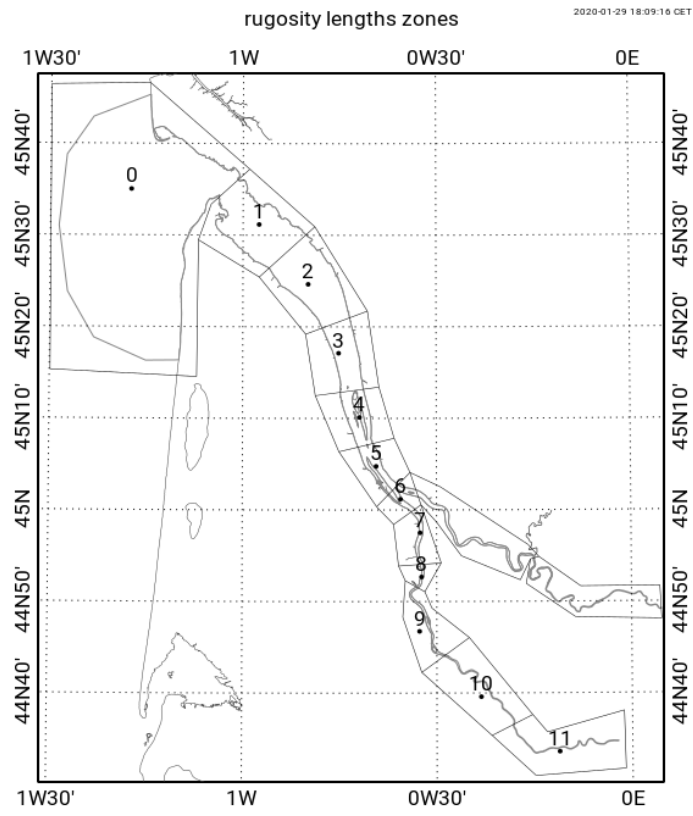 2020-01-29 18:09:16 CET
rugosity lengths zones
1W30' 1W 0W30' 0E
45N40' 45N40'
0
1
45N30' 45N30'
2
45N20' 45N20'
3
45N10' 45N10'
4
5
6
45N 45N
7
8
44N50' 44N50'
9
10
44N40' 44N40'
11
1W30' 1W 0W30' 0E